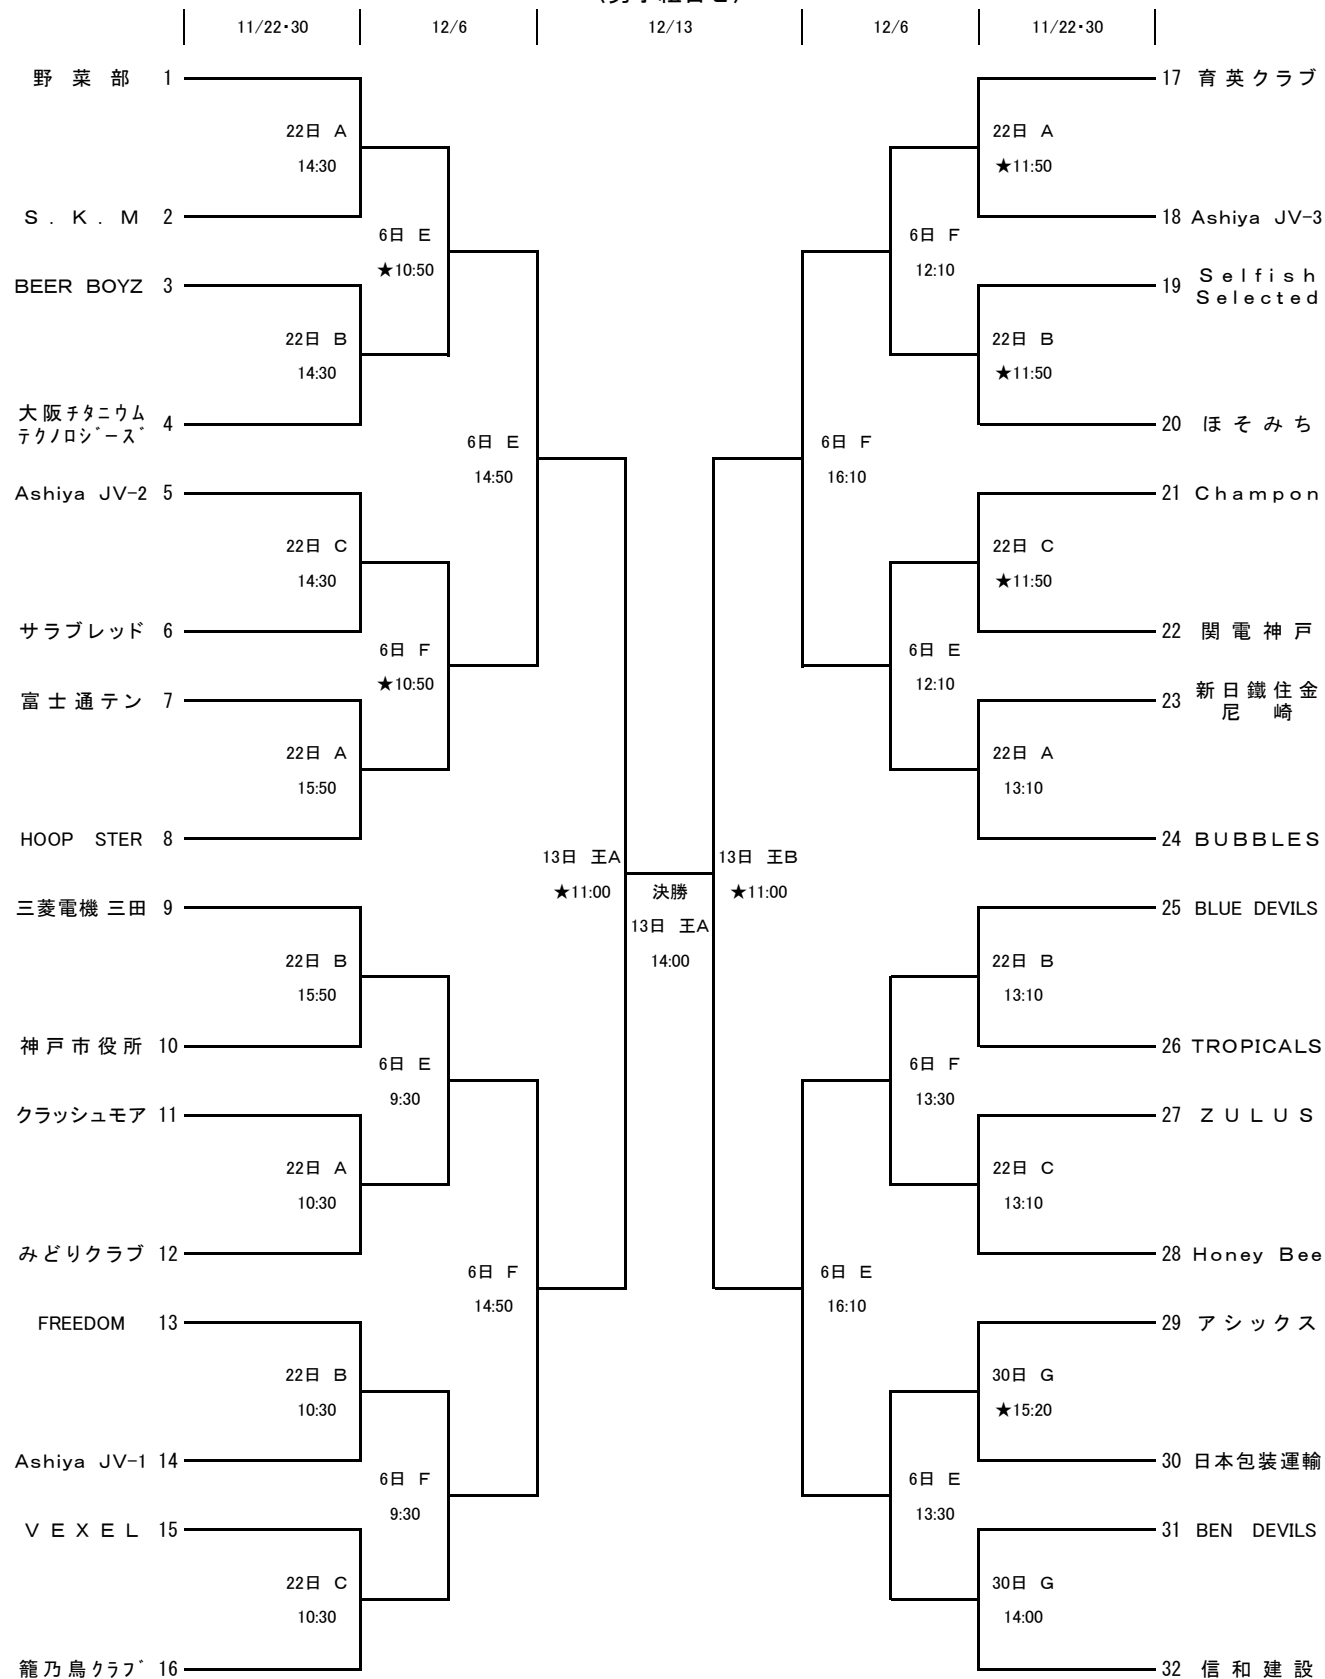 11/22・30 12/6 12/13 12/6 11/22・30
野菜部 1
22日 A
14:30
S.K.M 2
6日 E
★10:50
BEER BOYZ 3
22日 B
14:30
大阪チタニウム
テクノロジーズ 4
6日 E
14:50
Ashiya JV-2 5
22日 C
14:30
サラブレッド 6
6日 F
★10:50
富士通テン 7
22日 A
15:50
HOOP STER 8
13日 王A
★11:00
三菱電機 三田 9
22日 B
15:50
神戸市役所 10
6日 E
9:30
クラッシュモア 11
22日 A
10:30
みどりクラブ 12
6日 F
14:50
FREEDOM 13
22日 B
10:30
Ashiya JV-1 14
6日 F
9:30
VEXEL 15
22日 C
10:30
籠乃鳥クラブ 16
決勝
13日 王A
14:00
17 育英クラブ
22日 A
★11:50
18 Ashiya JV-3
6日 F
12:10
19 Selfish
Selected
22日 B
★11:50
20 ほそみち
6日 F
16:10
21 Champon
22日 C
★11:50
22 関電神戸
6日 E
12:10
23 新日鐵住金
尼崎
22日 A
13:10
24 BUBBLES
13日 王B
★11:00
25 BLUE DEVILS
22日 B
13:10
26 TROPICALS
6日 F
13:30
27 ZULUS
22日 C
13:10
28 Honey Bee
6日 E
16:10
29 アシックス
30日 G
★15:20
30 日本包装運輸
6日 E
13:30
31 BEN DEVILS
30日 G
14:00
32 信和建設